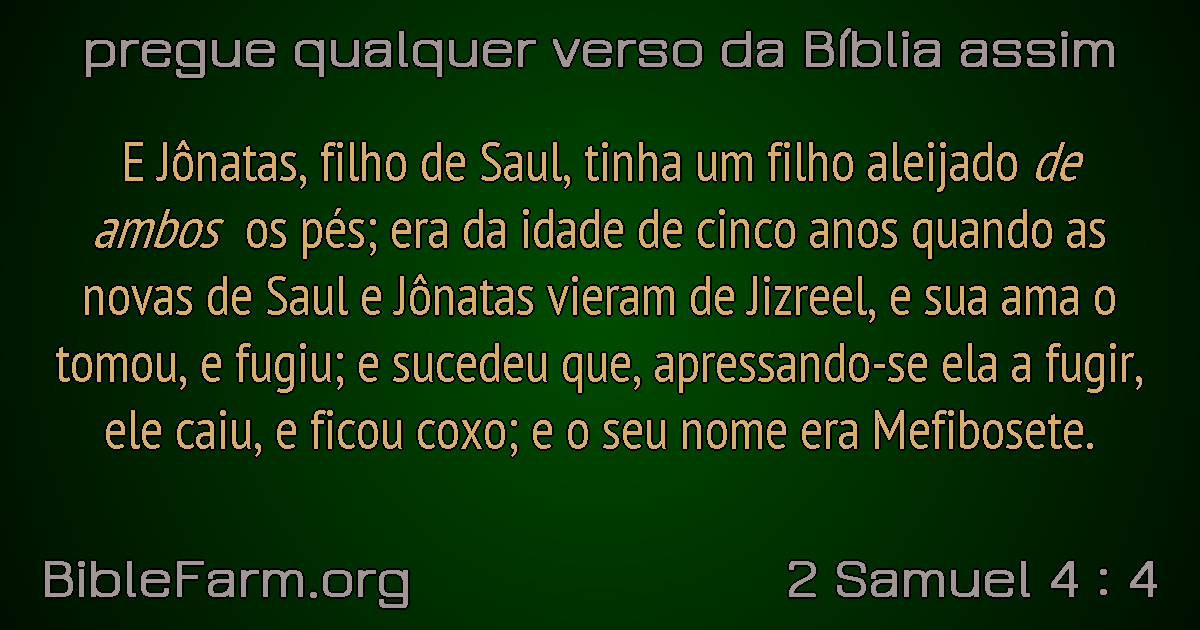 pregue qualquer verso da Bíblia assim
E Jônatas, filho de Saul, tinha um filho aleijado de
ambos os pés; era da idade de cinco anos quando as
novas de Saul e Jônatas vieram de Jizreel, e sua ama o
tomou, e fugiu; e sucedeu que, apressando-se ela a fugir,
ele caiu, e ficou coxo; e o seu nome era Mefibosete.
BibleFarm.org
2 Samuel 4 : 4